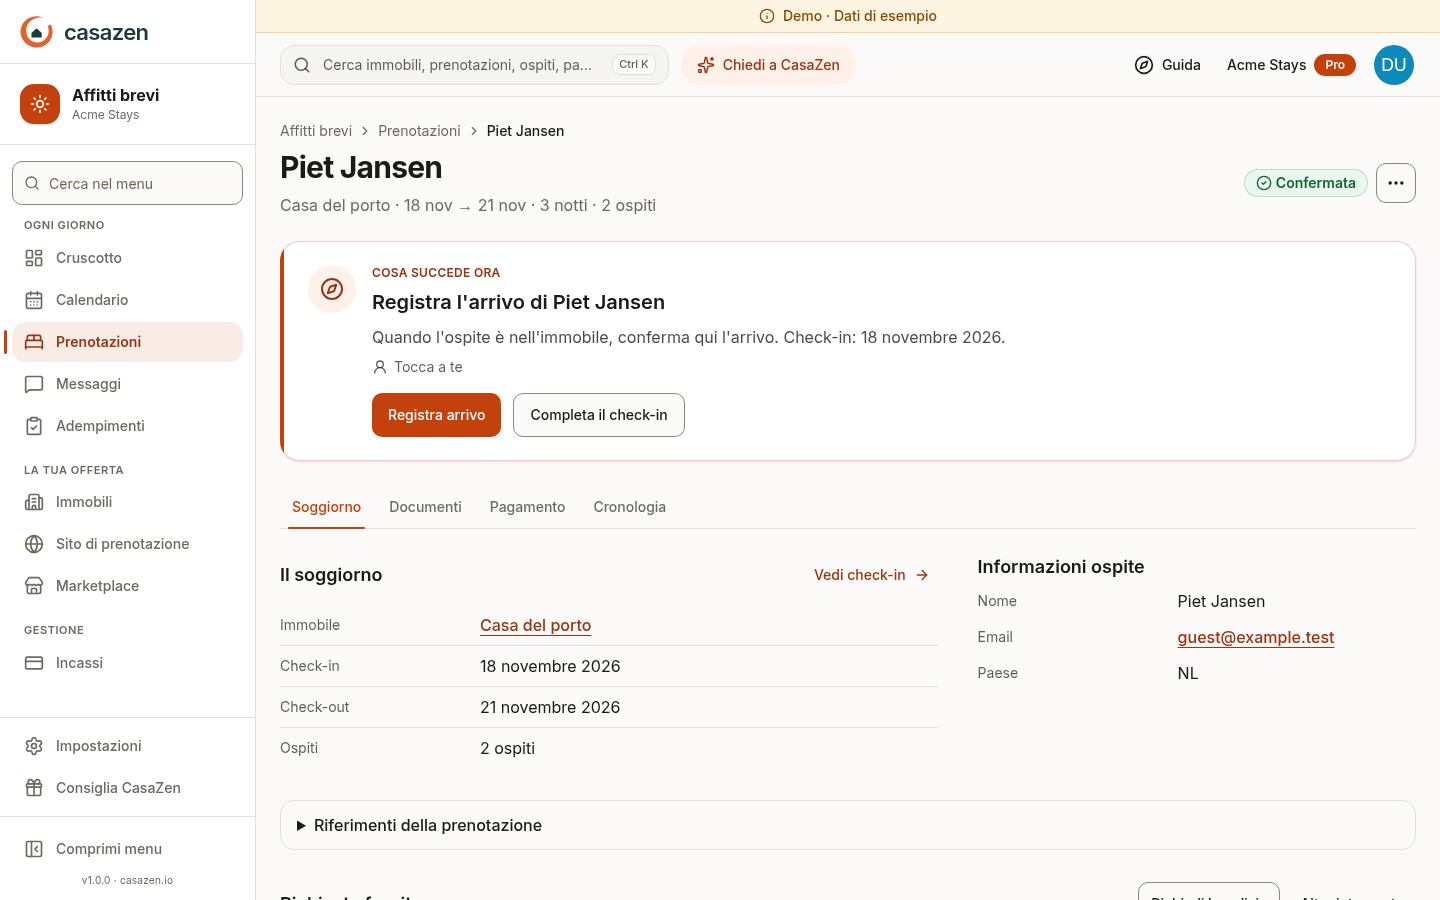 casazen
Affitti brevi
Acme Stays
Cerca nel menu
OGNI GIORNO
Cruscotto
Calendario
Prenotazioni
Messaggi
Adempimenti
LA TUA OFFERTA
Immobili
Sito di prenotazione
Marketplace
GESTIONE
Incassi
Impostazioni
Consiglia CasaZen
Comprimi menu
v1.0.0 · casazen.io
Demo · Dati di esempio
Cerca immobili, prenotazioni, ospiti, pa... Ctrl K
Chiedi a CasaZen
Guida
Acme Stays Pro
DU
Affitti brevi > Prenotazioni > Piet Jansen
Piet Jansen
Casa del porto · 18 nov → 21 nov · 3 notti · 2 ospiti
Confermata
COSA SUCCEDE ORA
Registra l'arrivo di Piet Jansen
Quando l'ospite è nell'immobile, conferma qui l'arrivo. Check-in: 18 novembre 2026.
Tocca a te
Registra arrivo
Completa il check-in
Soggiorno Documenti Pagamento Cronologia
Il soggiorno
Vedi check-in →
Immobile Casa del porto
Check-in 18 novembre 2026
Check-out 21 novembre 2026
Ospiti 2 ospiti
Informazioni ospite
Nome Piet Jansen
Email guest@example.test
Paese NL
Riferimenti della prenotazione